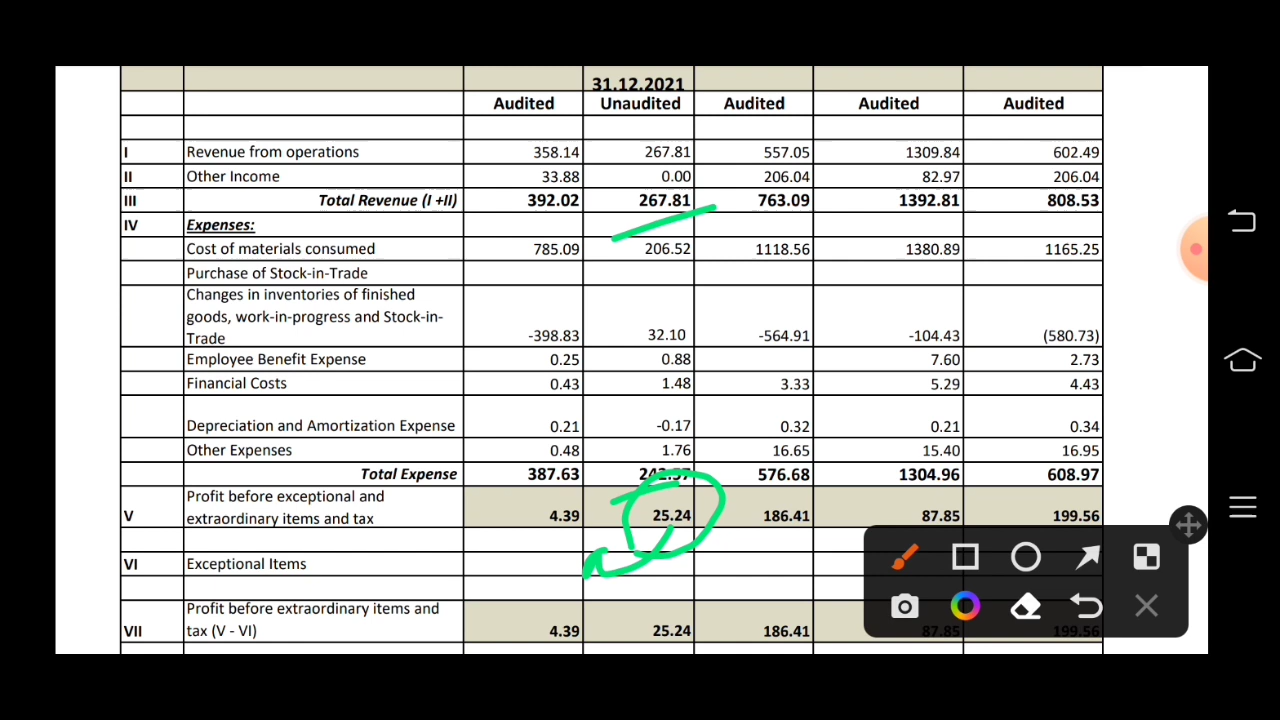 31.12.2021
Audited Unaudited Audited Audited Audited
I Revenue from operations 358.14 267.81 557.05 1309.84 602.49
II Other Income 33.88 0.00 206.04 82.97 206.04
III Total Revenue (I +II) 392.02 267.81 763.09 1392.81 808.53
IV Expenses:
Cost of materials consumed 785.09 206.52 1118.56 1380.89 1165.25
Purchase of Stock-in-Trade
Changes in inventories of finished
goods, work-in-progress and Stock-in-
Trade -398.83 32.10 -564.91 -104.43 (580.73)
Employee Benefit Expense 0.25 0.88 7.60 2.73
Financial Costs 0.43 1.48 3.33 5.29 4.43
Depreciation and Amortization Expense 0.21 -0.17 0.32 0.21 0.34
Other Expenses 0.48 1.76 16.65 15.40 16.95
Total Expense 387.63 242.57 576.68 1304.96 608.97
Profit before exceptional and
V extraordinary items and tax 4.39 25.24 186.41 87.85 199.56
VI Exceptional Items
Profit before extraordinary items and
VII tax (V - VI) 4.39 25.24 186.41 87.85 199.56